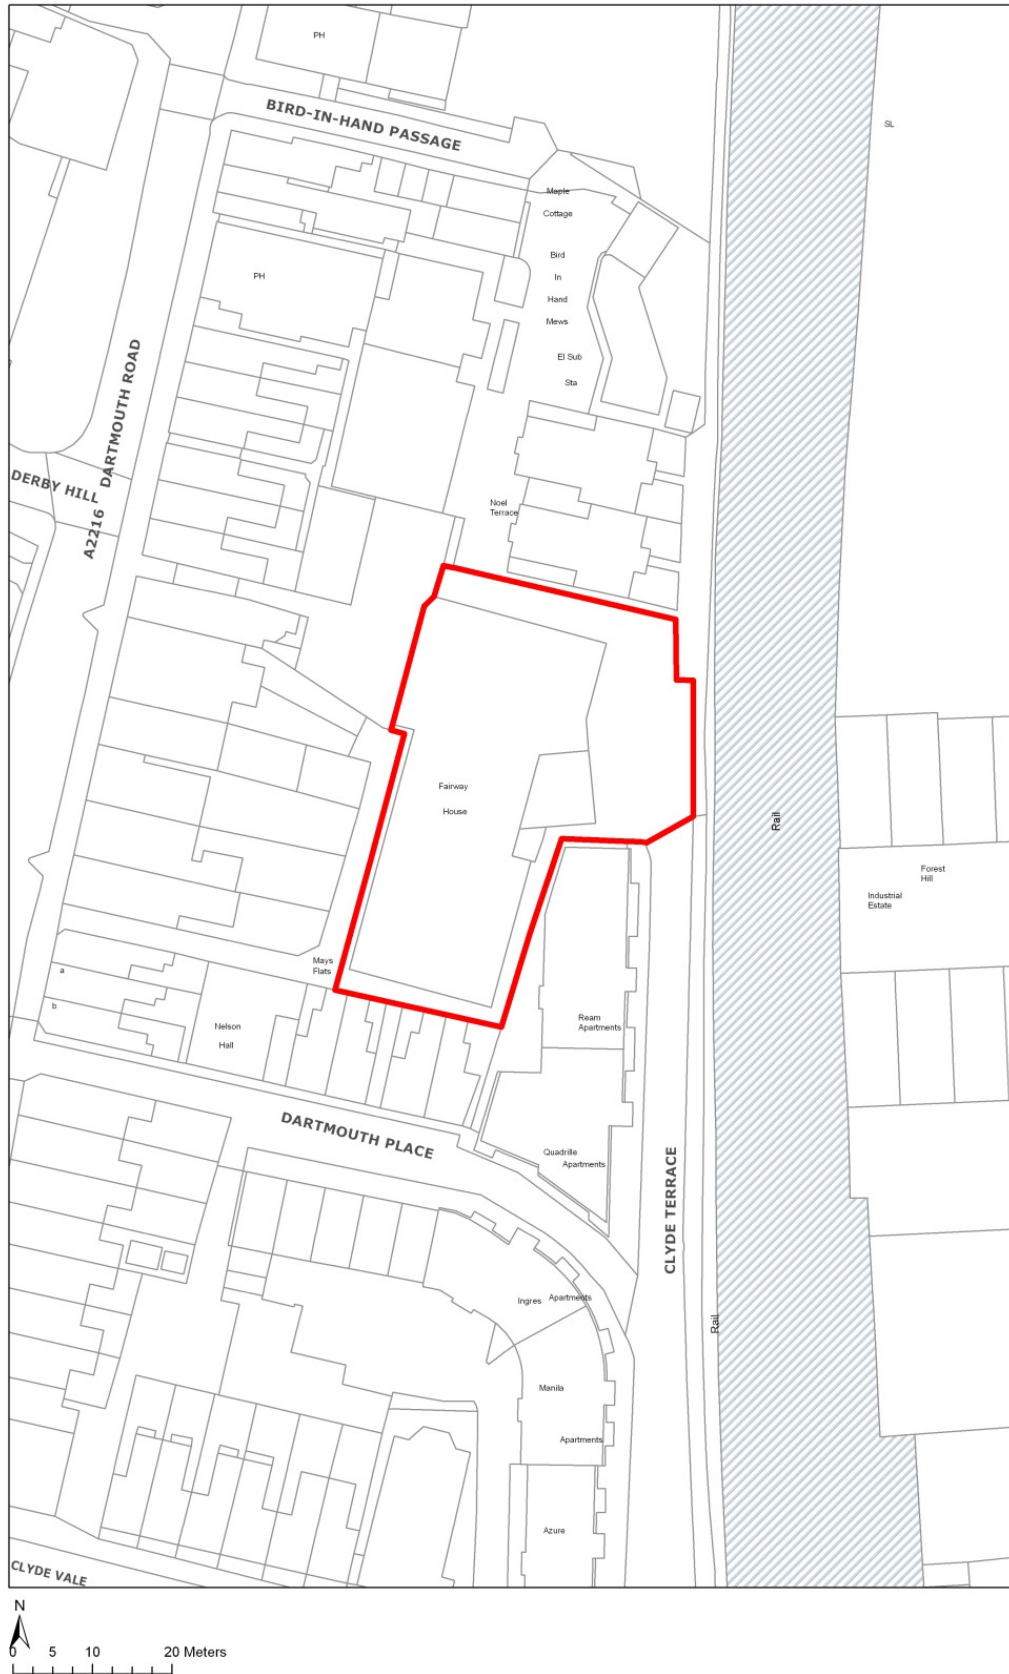 PH
BIRD-IN-HAND PASSAGE
SL
Maple
Cottage
Bird
In
Hand
Mews
PH
El Sub
Sta
A2216 DARTMOUTH ROAD
DERBY HILL
Noel
Terrace
Fairway
House
Rail
Forest
Hill
Industrial
Estate
Mays
Flats
a
b
Nelson
Hall
Ream
Apartments
DARTMOUTH PLACE
Quadrille
Apartments
CLYDE TERRACE
Ingres Apartments
Rail
Manila
Apartments
Azure
CLYDE VALE
N
0 5 10 20 Meters